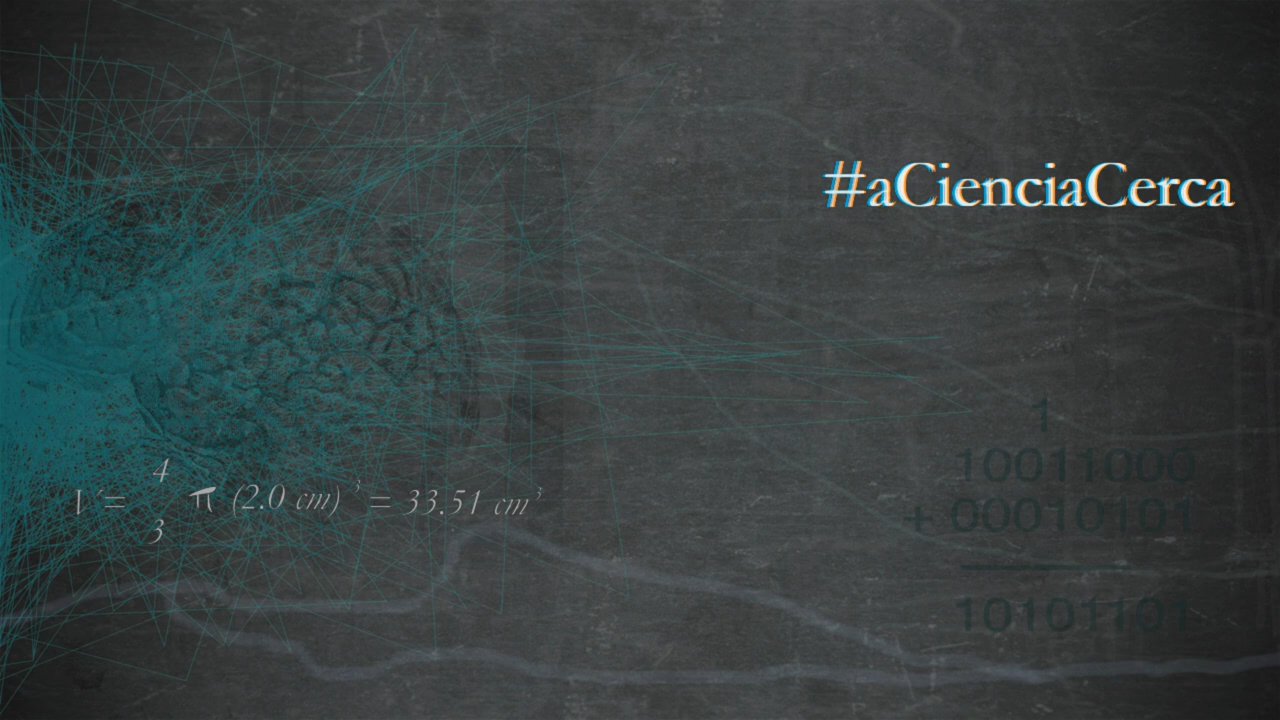 #aCienciaCerca
V = 4/3 π (2.0 cm)³ = 33.51 cm³
1
10011000
+ 00010101
10101101